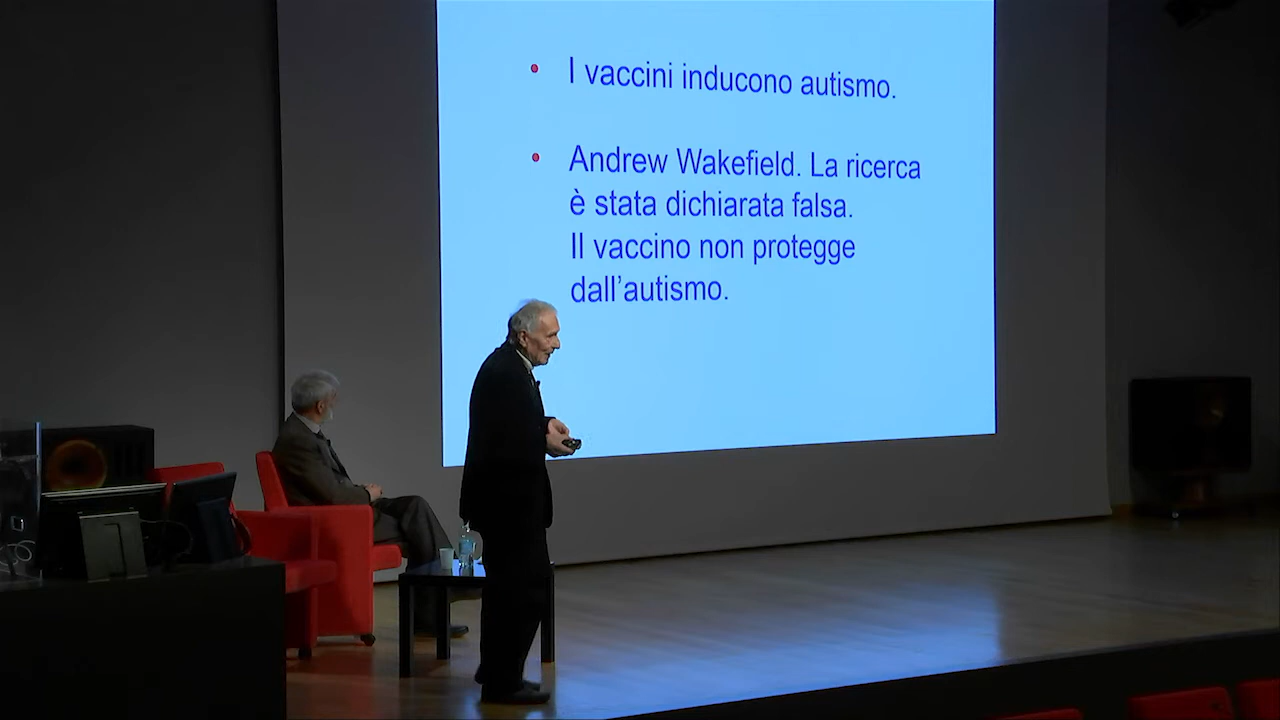 I vaccini inducono autismo.
Andrew Wakefield. La ricerca
è stata dichiarata falsa.
Il vaccino non protegge
dall'autismo.